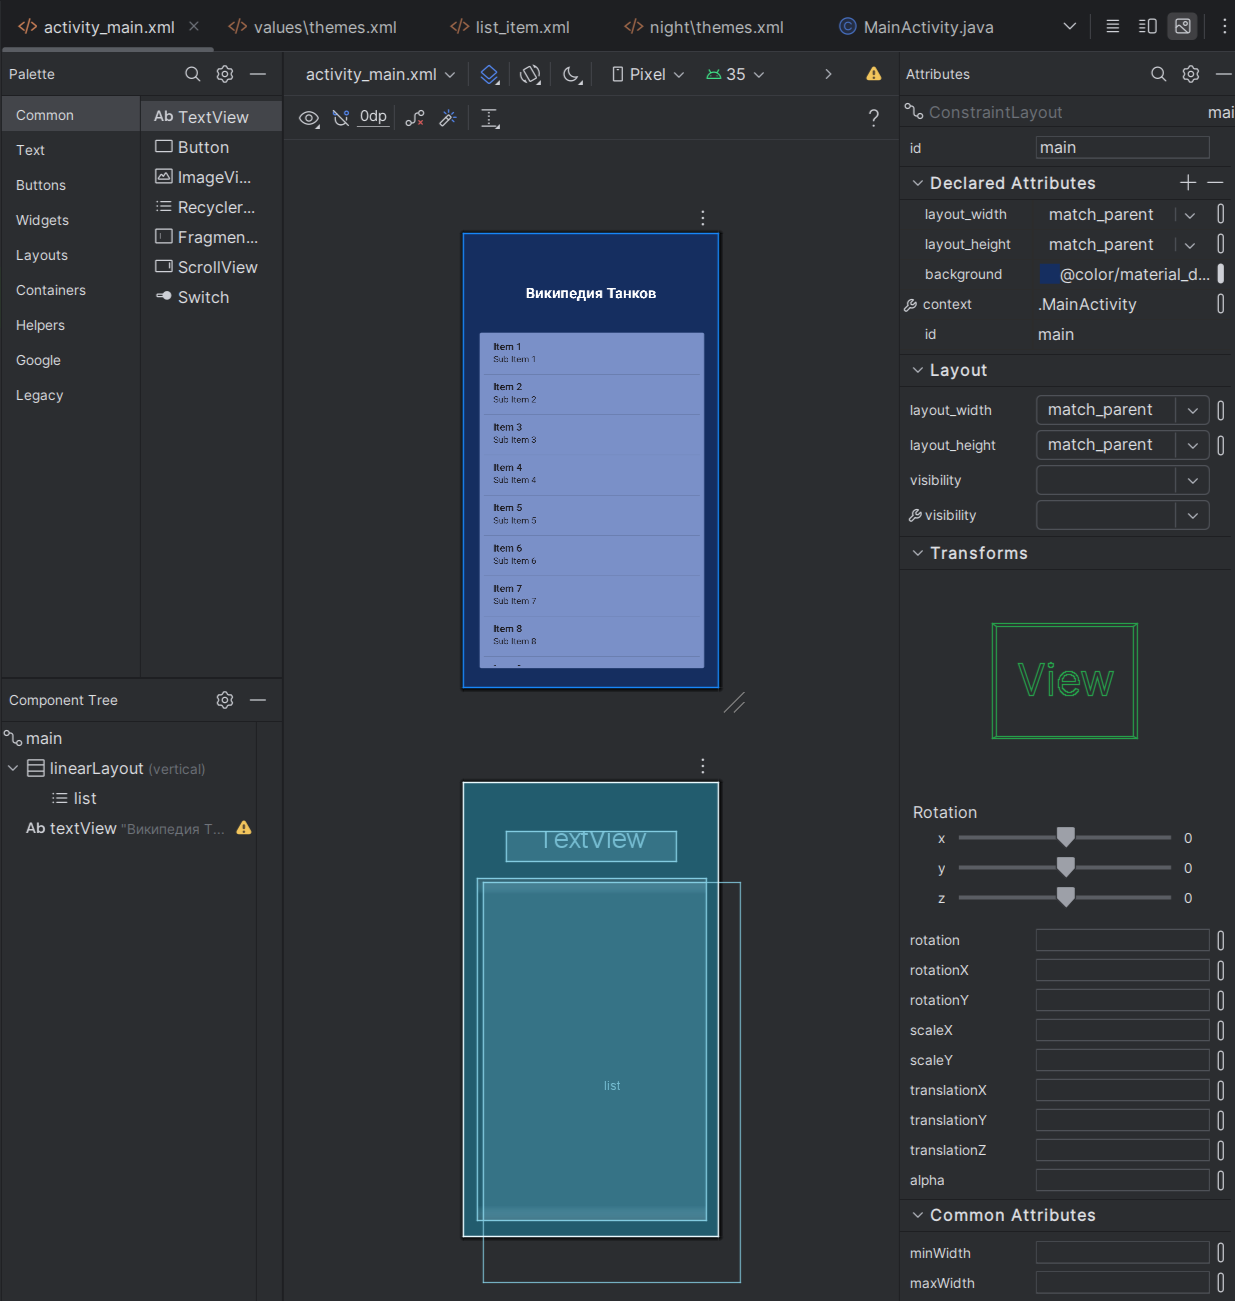 activity_main.xml
values\themes.xml
list_item.xml
night\themes.xml
MainActivity.java
Palette
Common
Text
Buttons
Widgets
Layouts
Containers
Helpers
Google
Legacy
Ab TextView
Button
ImageVi...
Recycler...
Fragmen...
ScrollView
Switch
Component Tree
main
linearLayout (vertical)
list
Ab textView "Википедия Т...
activity_main.xml
Pixel
35
0dp
?
Википедия Танков
Item 1
Sub Item 1
Item 2
Sub Item 2
Item 3
Sub Item 3
Item 4
Sub Item 4
Item 5
Sub Item 5
Item 6
Sub Item 6
Item 7
Sub Item 7
Item 8
Sub Item 8
TextView
list
Attributes
ConstraintLayout
mai
id main
Declared Attributes
layout_width match_parent
layout_height match_parent
background @color/material_d...
context .MainActivity
id main
Layout
layout_width match_parent
layout_height match_parent
visibility
visibility
Transforms
View
Rotation
x 0
y 0
z 0
rotation
rotationX
rotationY
scaleX
scaleY
translationX
translationY
translationZ
alpha
Common Attributes
minWidth
maxWidth